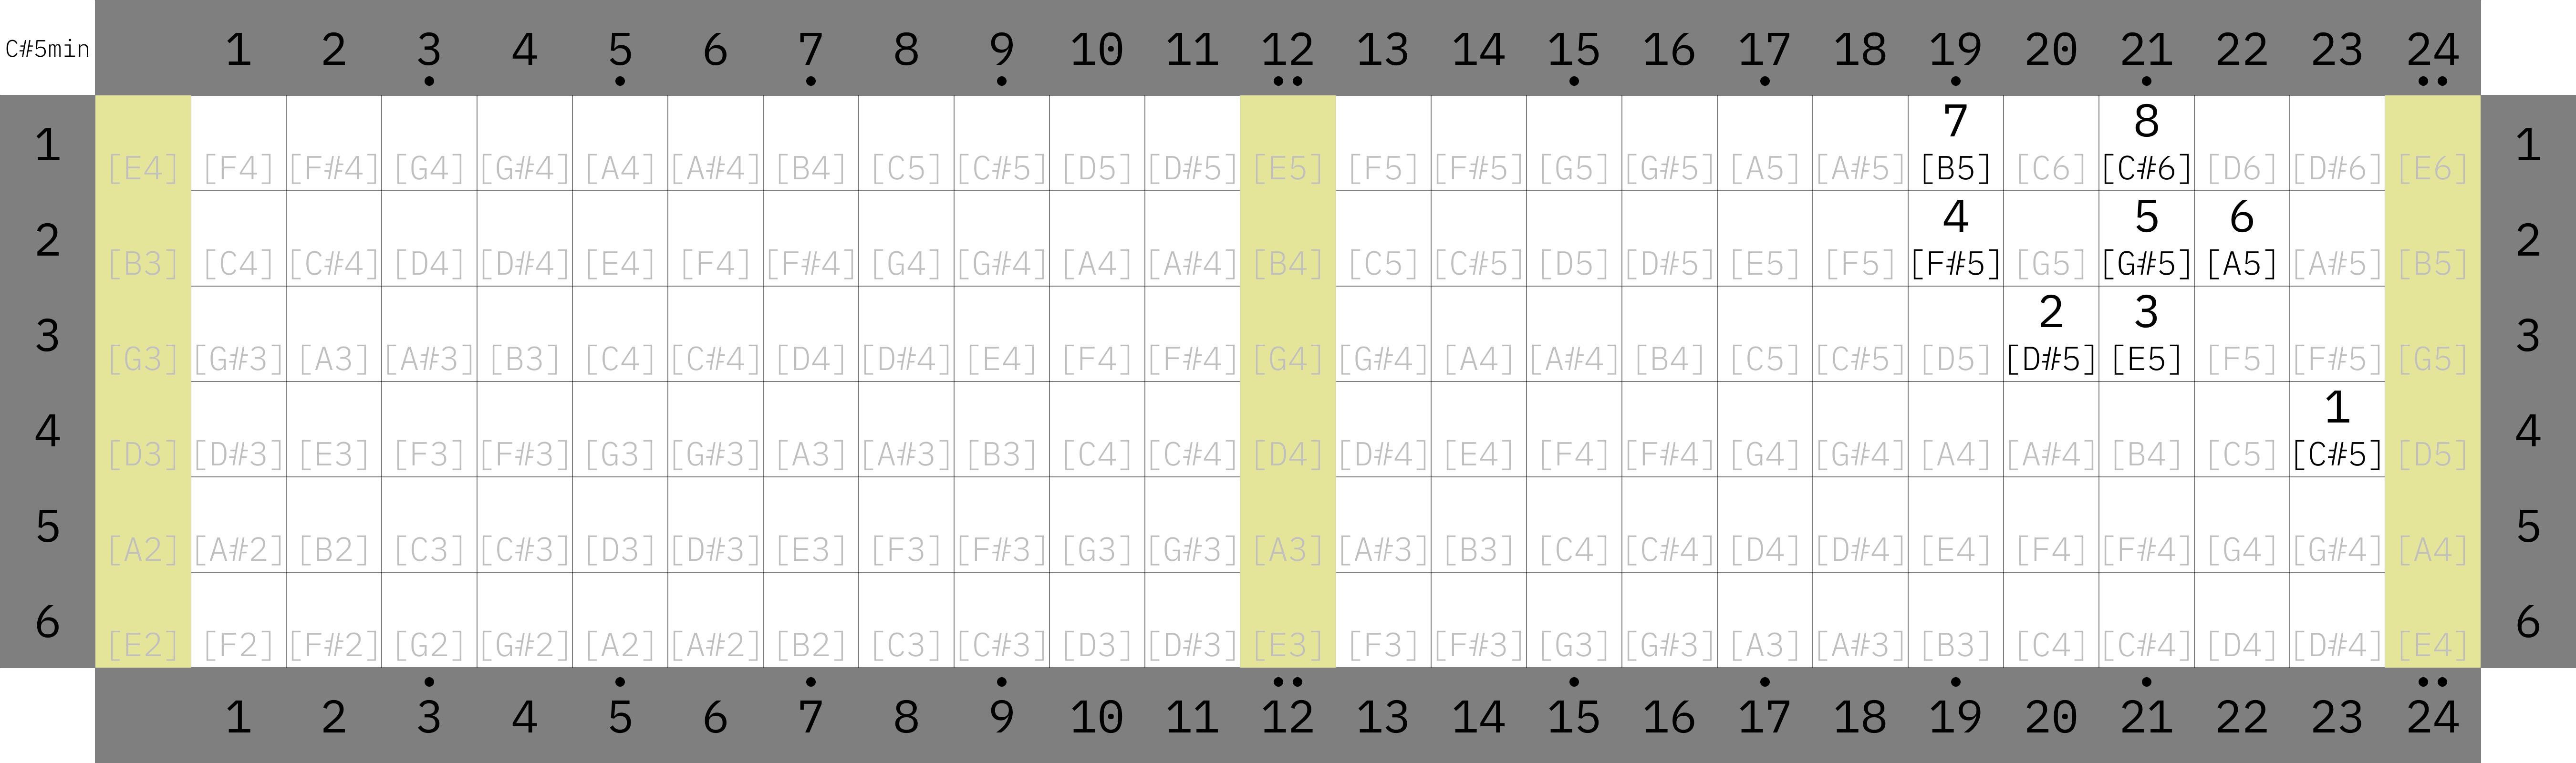 C#5min 1 2 3 4 5 6 7 8 9 10 11 12 13 14 15 16 17 18 19 20 21 22 23 24
7 8
1 [E4] [F4] [F#4] [G4] [G#4] [A4] [A#4] [B4] [C5] [C#5] [D5] [D#5] [E5] [F5] [F#5] [G5] [G#5] [A5] [A#5] [B5] [C6] [C#6] [D6] [D#6] [E6] 1
4 5 6
2 [B3] [C4] [C#4] [D4] [D#4] [E4] [F4] [F#4] [G4] [G#4] [A4] [A#4] [B4] [C5] [C#5] [D5] [D#5] [E5] [F5] [F#5] [G5] [G#5] [A5] [A#5] [B5] 2
2 3
3 [G3] [G#3] [A3] [A#3] [B3] [C4] [C#4] [D4] [D#4] [E4] [F4] [F#4] [G4] [G#4] [A4] [A#4] [B4] [C5] [C#5] [D5] [D#5] [E5] [F5] [F#5] [G5] 3
1
4 [D3] [D#3] [E3] [F3] [F#3] [G3] [G#3] [A3] [A#3] [B3] [C4] [C#4] [D4] [D#4] [E4] [F4] [F#4] [G4] [G#4] [A4] [A#4] [B4] [C5] [C#5] [D5] 4
5 [A2] [A#2] [B2] [C3] [C#3] [D3] [D#3] [E3] [F3] [F#3] [G3] [G#3] [A3] [A#3] [B3] [C4] [C#4] [D4] [D#4] [E4] [F4] [F#4] [G4] [G#4] [A4] 5
6 [E2] [F2] [F#2] [G2] [G#2] [A2] [A#2] [B2] [C3] [C#3] [D3] [D#3] [E3] [F3] [F#3] [G3] [G#3] [A3] [A#3] [B3] [C4] [C#4] [D4] [D#4] [E4] 6
1 2 3 4 5 6 7 8 9 10 11 12 13 14 15 16 17 18 19 20 21 22 23 24